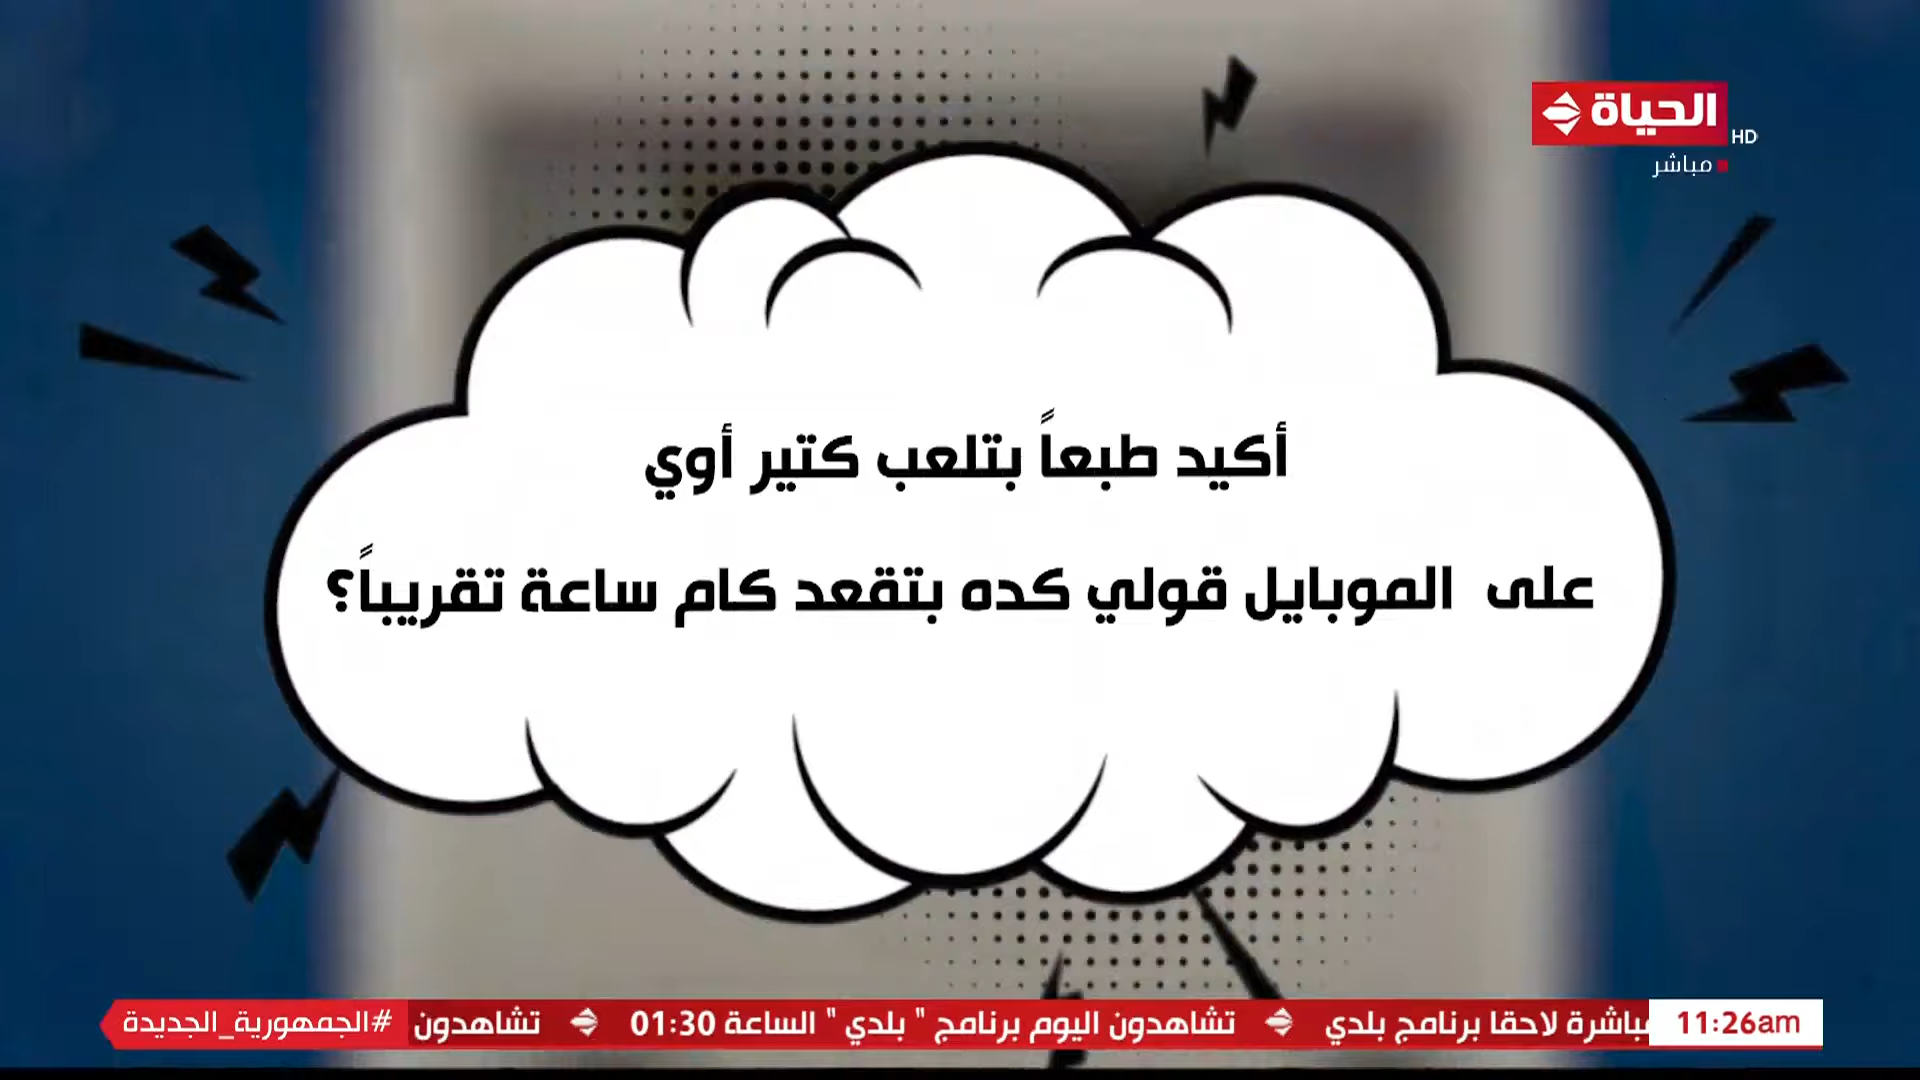 الحياة
HD
مباشر
أكيد طبعاً بتلعب كتير أوي
على الموبايل قولي كده بتقعد كام ساعة تقريباً؟
11:26am
مباشرة لاحقا برنامج بلدي تشاهدون اليوم برنامج " بلدي " الساعة 01:30 تشاهدون
#الجمهورية_الجديدة